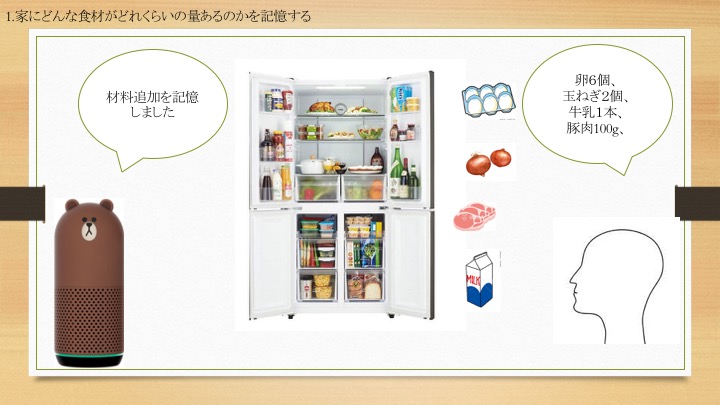 1.家にどんな食材がどれくらいの量あるのかを記憶する
材料追加を記憶
しました
卵６個、
玉ねぎ２個、
牛乳１本、
豚肉100g、
MILK